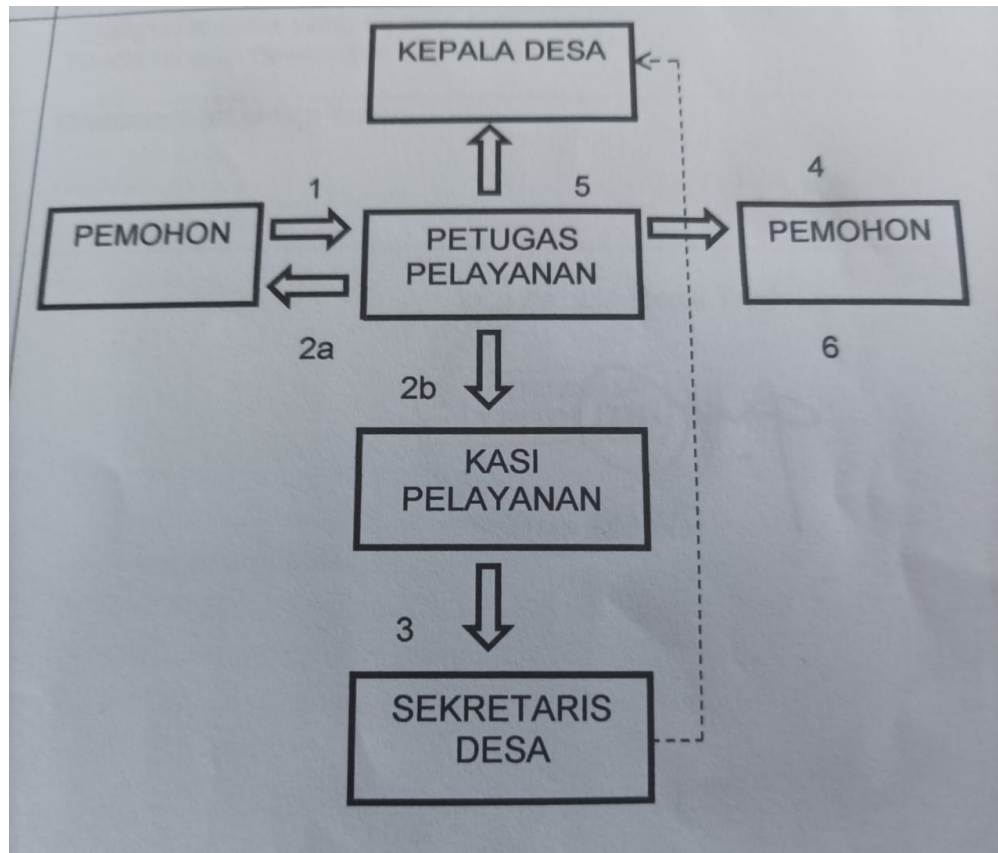 KEPALA DESA
1
5
4
PEMOHON
PETUGAS
PELAYANAN
PEMOHON
2a
6
2b
KASI
PELAYANAN
3
SEKRETARIS
DESA